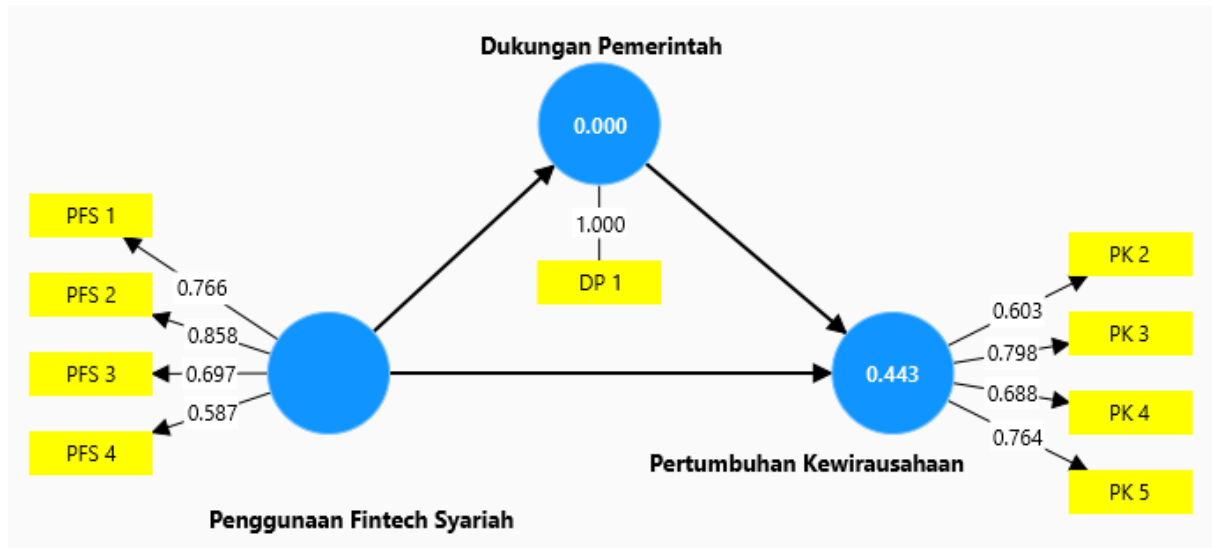 Dukungan Pemerintah
0.000
PFS 1
1.000
PK 2
DP 1
PFS 2
0.766
0.603
0.858
PK 3
0.798
PFS 3
0.697
0.443
0.688
0.587
PK 4
PFS 4
0.764
Pertumbuhan Kewirausahaan
PK 5
Penggunaan Fintech Syariah